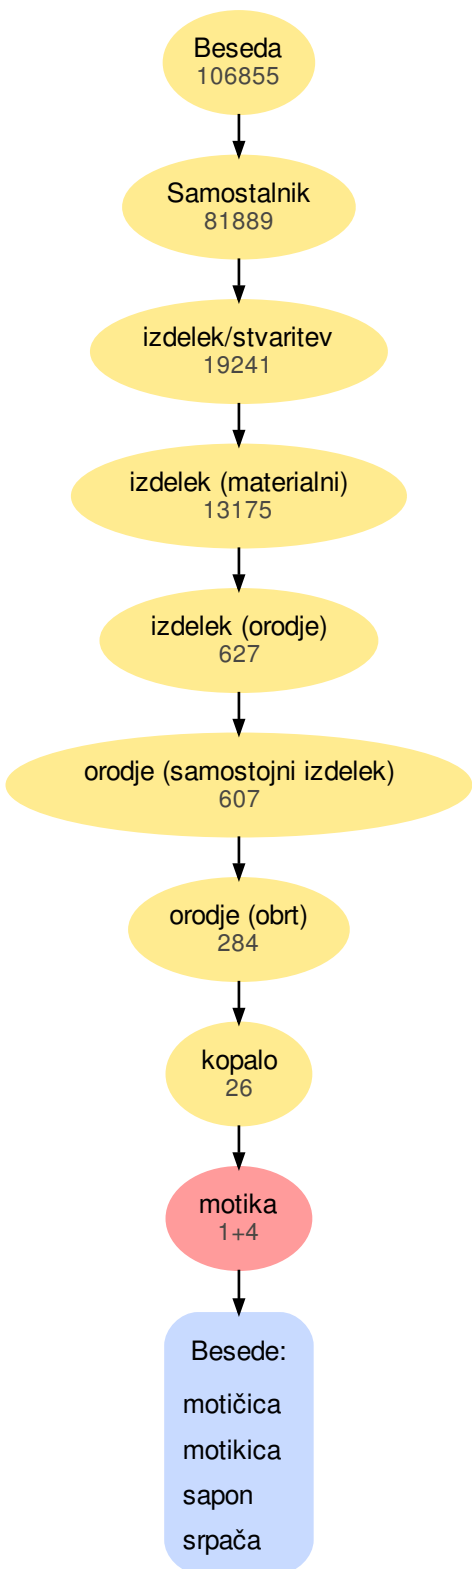 Beseda
106855
Samostalnik
81889
izdelek/stvaritev
19241
izdelek (materialni)
13175
izdelek (orodje)
627
orodje (samostojni izdelek)
607
orodje (obrt)
284
kopalo
26
motika
1+4
Besede:
motičica
motikica
sapon
srpača